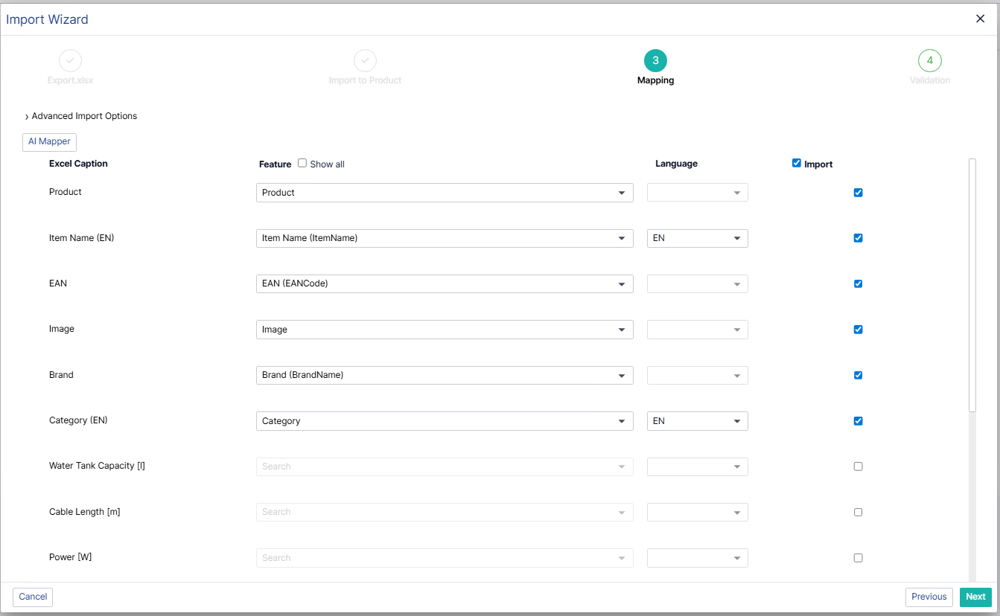 Import Wizard
3
4
Export.xlsx
Import to Product
Mapping
Validation
Advanced Import Options
AI Mapper
Excel Caption
Feature
Show all
Language
Import
Product
Product
Item Name (EN)
Item Name (ItemName)
EN
EAN
EAN (EANCode)
Image
Image
Brand
Brand (BrandName)
Category (EN)
Category
EN
Water Tank Capacity [l]
Search
Cable Length [m]
Search
Power [W]
Search
Cancel
Previous
Next